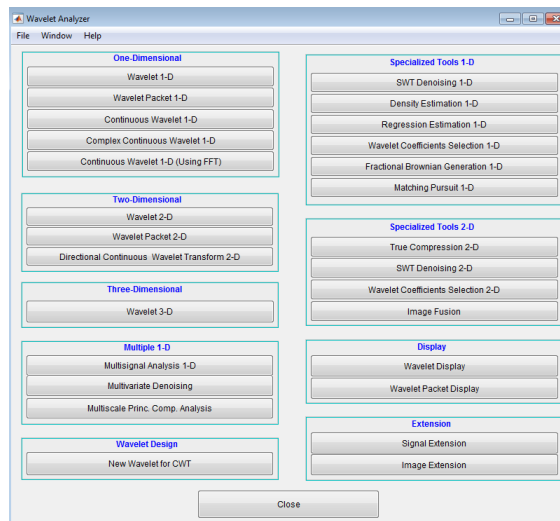 Wavelet Analyzer
File Window Help
One-Dimensional
Wavelet 1-D
Wavelet Packet 1-D
Continuous Wavelet 1-D
Complex Continuous Wavelet 1-D
Continuous Wavelet 1-D (Using FFT)
Two-Dimensional
Wavelet 2-D
Wavelet Packet 2-D
Directional Continuous Wavelet Transform 2-D
Three-Dimensional
Wavelet 3-D
Multiple 1-D
Multisignal Analysis 1-D
Multivariate Denoising
Multiscale Princ. Comp. Analysis
Wavelet Design
New Wavelet for CWT
Specialized Tools 1-D
SWT Denoising 1-D
Density Estimation 1-D
Regression Estimation 1-D
Wavelet Coefficients Selection 1-D
Fractional Brownian Generation 1-D
Matching Pursuit 1-D
Specialized Tools 2-D
True Compression 2-D
SWT Denoising 2-D
Wavelet Coefficients Selection 2-D
Image Fusion
Display
Wavelet Display
Wavelet Packet Display
Extension
Signal Extension
Image Extension
Close